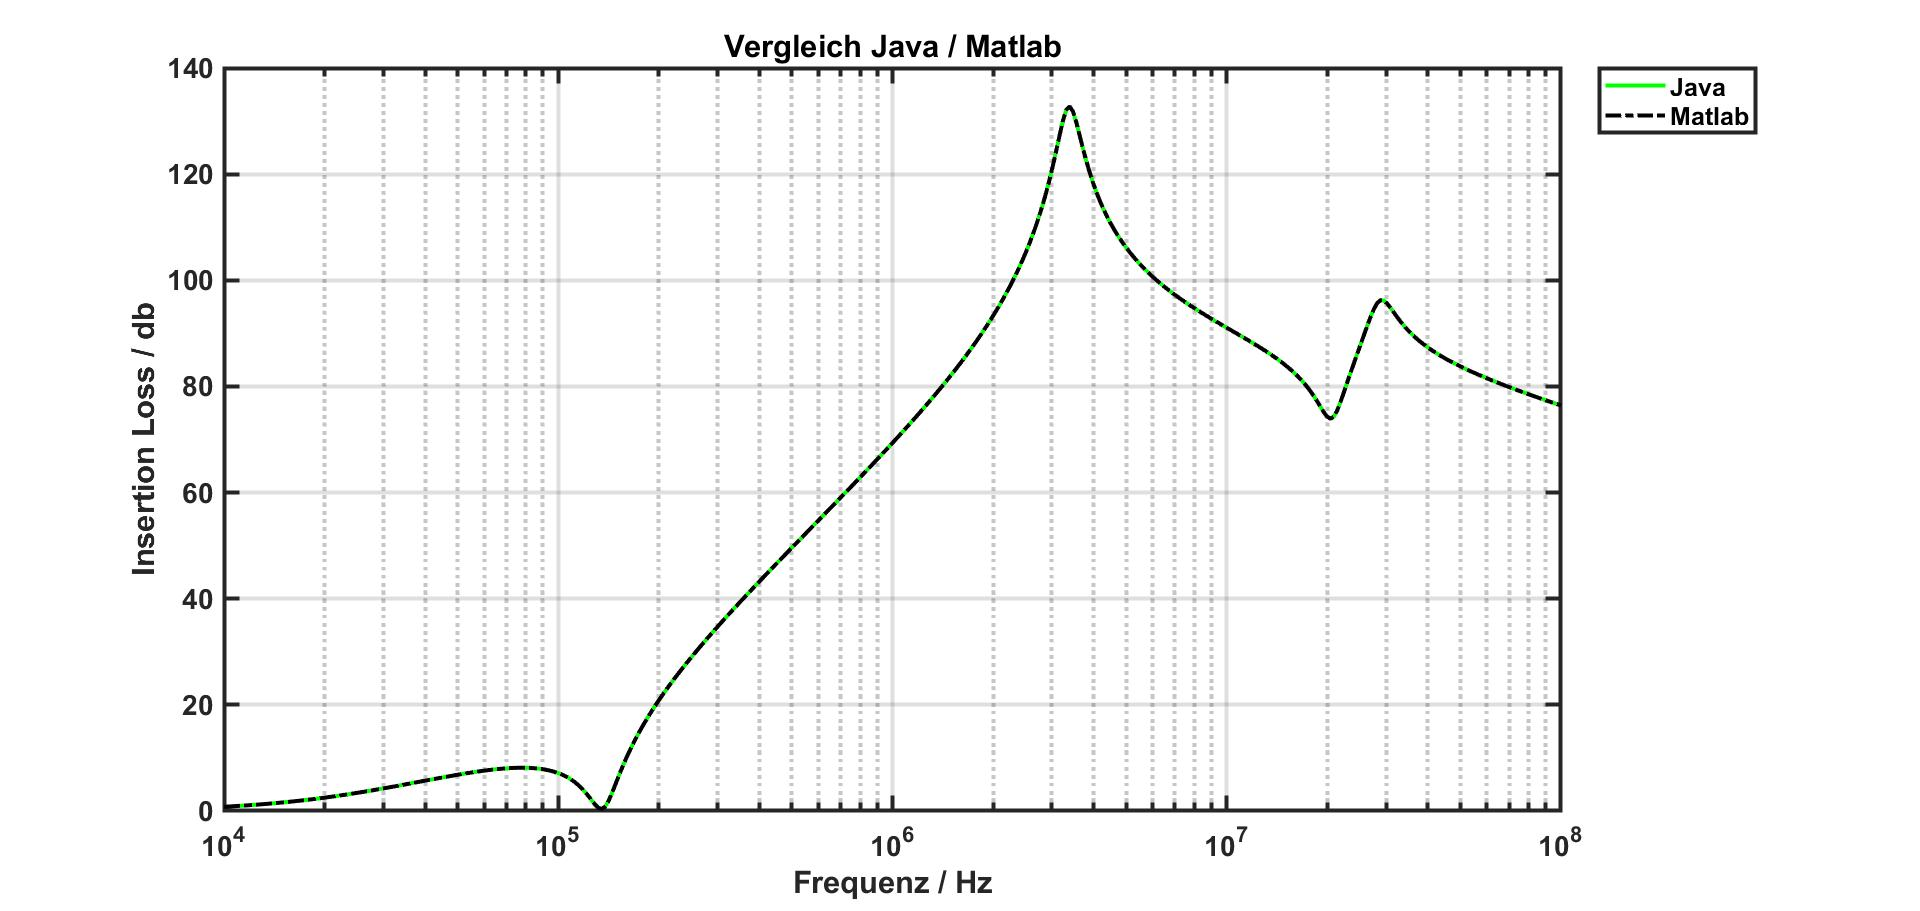 Vergleich Java / Matlab
Java
Matlab
140
120
100
80
60
40
20
0
10^4
10^5
10^6
10^7
10^8
Insertion Loss / db
Frequenz / Hz